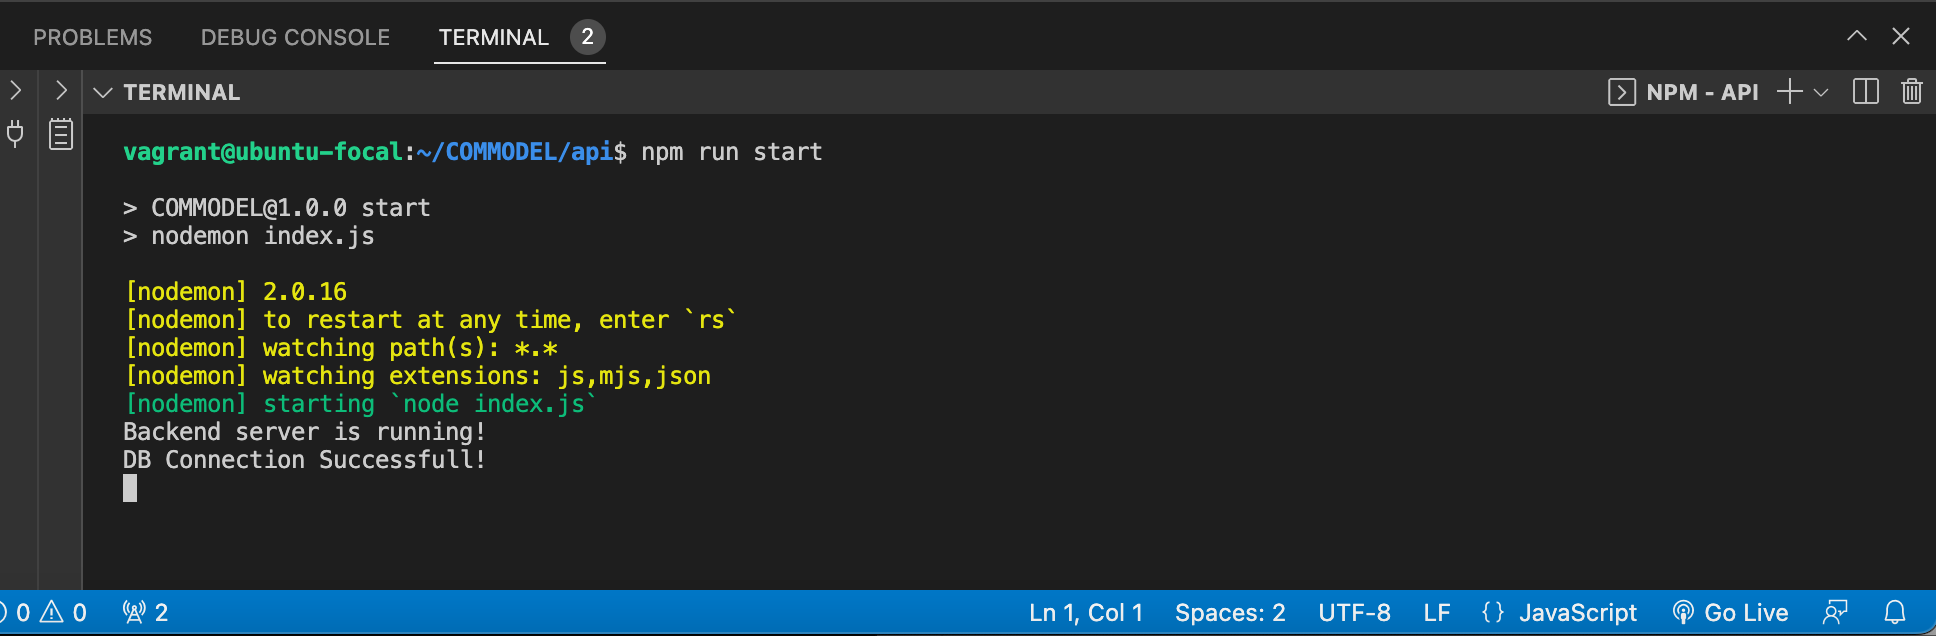 PROBLEMS DEBUG CONSOLE TERMINAL 2
TERMINAL NPM - API
vagrant@ubuntu-focal:~/COMMODEL/api$ npm run start
> COMMODEL@1.0.0 start
> nodemon index.js
[nodemon] 2.0.16
[nodemon] to restart at any time, enter `rs`
[nodemon] watching path(s): *.*
[nodemon] watching extensions: js,mjs,json
[nodemon] starting `node index.js`
Backend server is running!
DB Connection Successfull!
0 0 2 Ln 1, Col 1 Spaces: 2 UTF-8 LF {} JavaScript Go Live